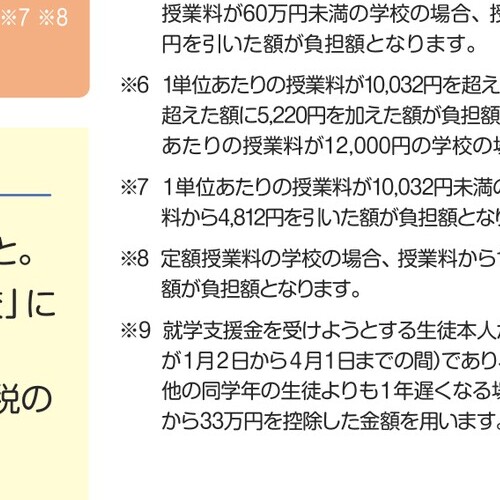 ※7 ※8
と。
」に
税の
授業料が60万円未満の学校の場合、授
円を引いた額が負担額となります。
※6 1単位あたりの授業料が10,032円を超え
超えた額に5,220円を加えた額が負担額
あたりの授業料が12,000円の学校の場
※7 1単位あたりの授業料が10,032円未満の
料から4,812円を引いた額が負担額とな
※8 定額授業料の学校の場合、授業料から1
額が負担額となります。
※9 就学支援金を受けようとする生徒本人が
が1月2日から4月1日までの間)であり、
他の同学年の生徒よりも1年遅くなる場
から33万円を控除した金額を用います。